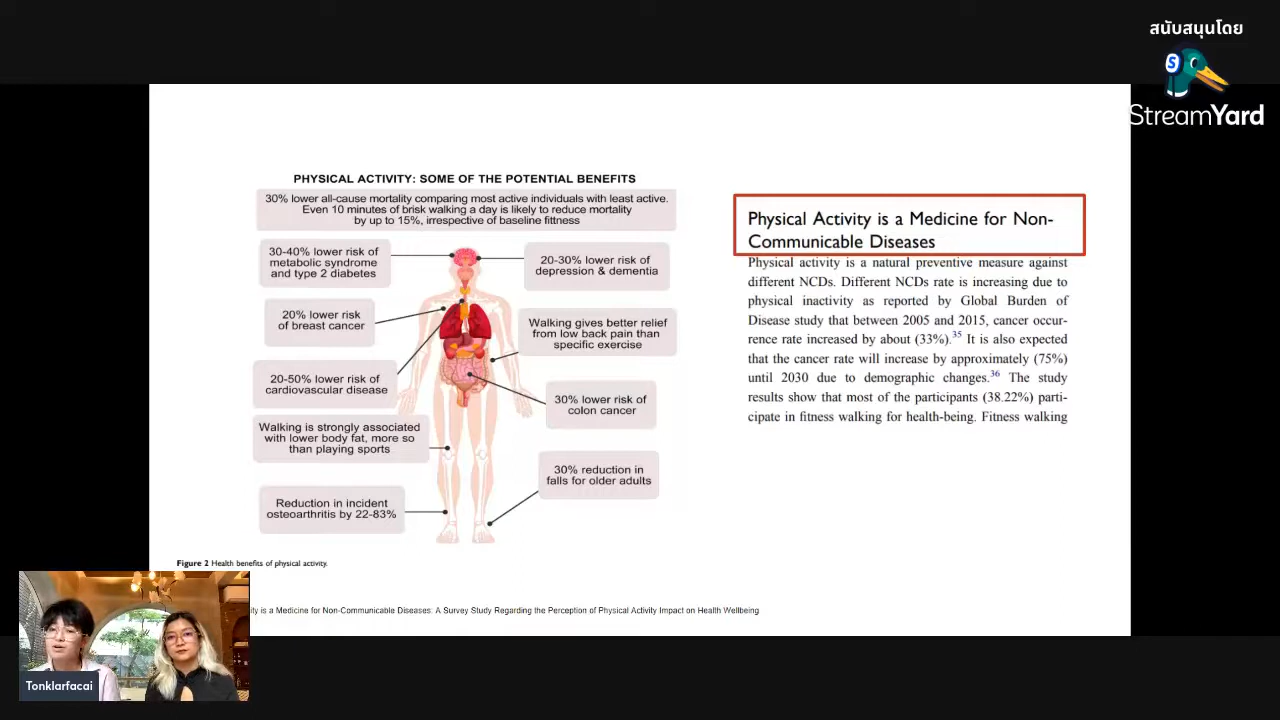 สนับสนุนโดย
StreamYard
PHYSICAL ACTIVITY: SOME OF THE POTENTIAL BENEFITS
30% lower all-cause mortality comparing most active individuals with least active.
Even 10 minutes of brisk walking a day is likely to reduce mortality
by up to 15%, irrespective of baseline fittness
30-40% lower risk of
metabolic syndrome
and type 2 diabetes
20-30% lower risk of
depression & dementia
20% lower risk
of breast cancer
Walking gives better relief
from low back pain than
specific exercise
20-50% lower risk of
cardiovascular disease
30% lower risk of
colon cancer
Walking is strongly associated
with lower body fat, more so
than playing sports
30% reduction in
falls for older adults
Reduction in incident
osteoarthritis by 22-83%
Figure 2 Health benefits of physical activity.
Physical Activity is a Medicine for Non-
Communicable Diseases
Physical activity is a natural preventive measure against
different NCDs. Different NCDs rate is increasing due to
physical inactivity as reported by Global Burden of
Disease study that between 2005 and 2015, cancer occur-
rence rate increased by about (33%).35 It is also expected
that the cancer rate will increase by approximately (75%)
until 2030 due to demographic changes.36 The study
results show that most of the participants (38.22%) parti-
cipate in fitness walking for health-being. Fitness walking
ity is a Medicine for Non-Communicable Diseases: A Survey Study Regarding the Perception of Physical Activity Impact on Health Wellbeing
Tonklarfacai